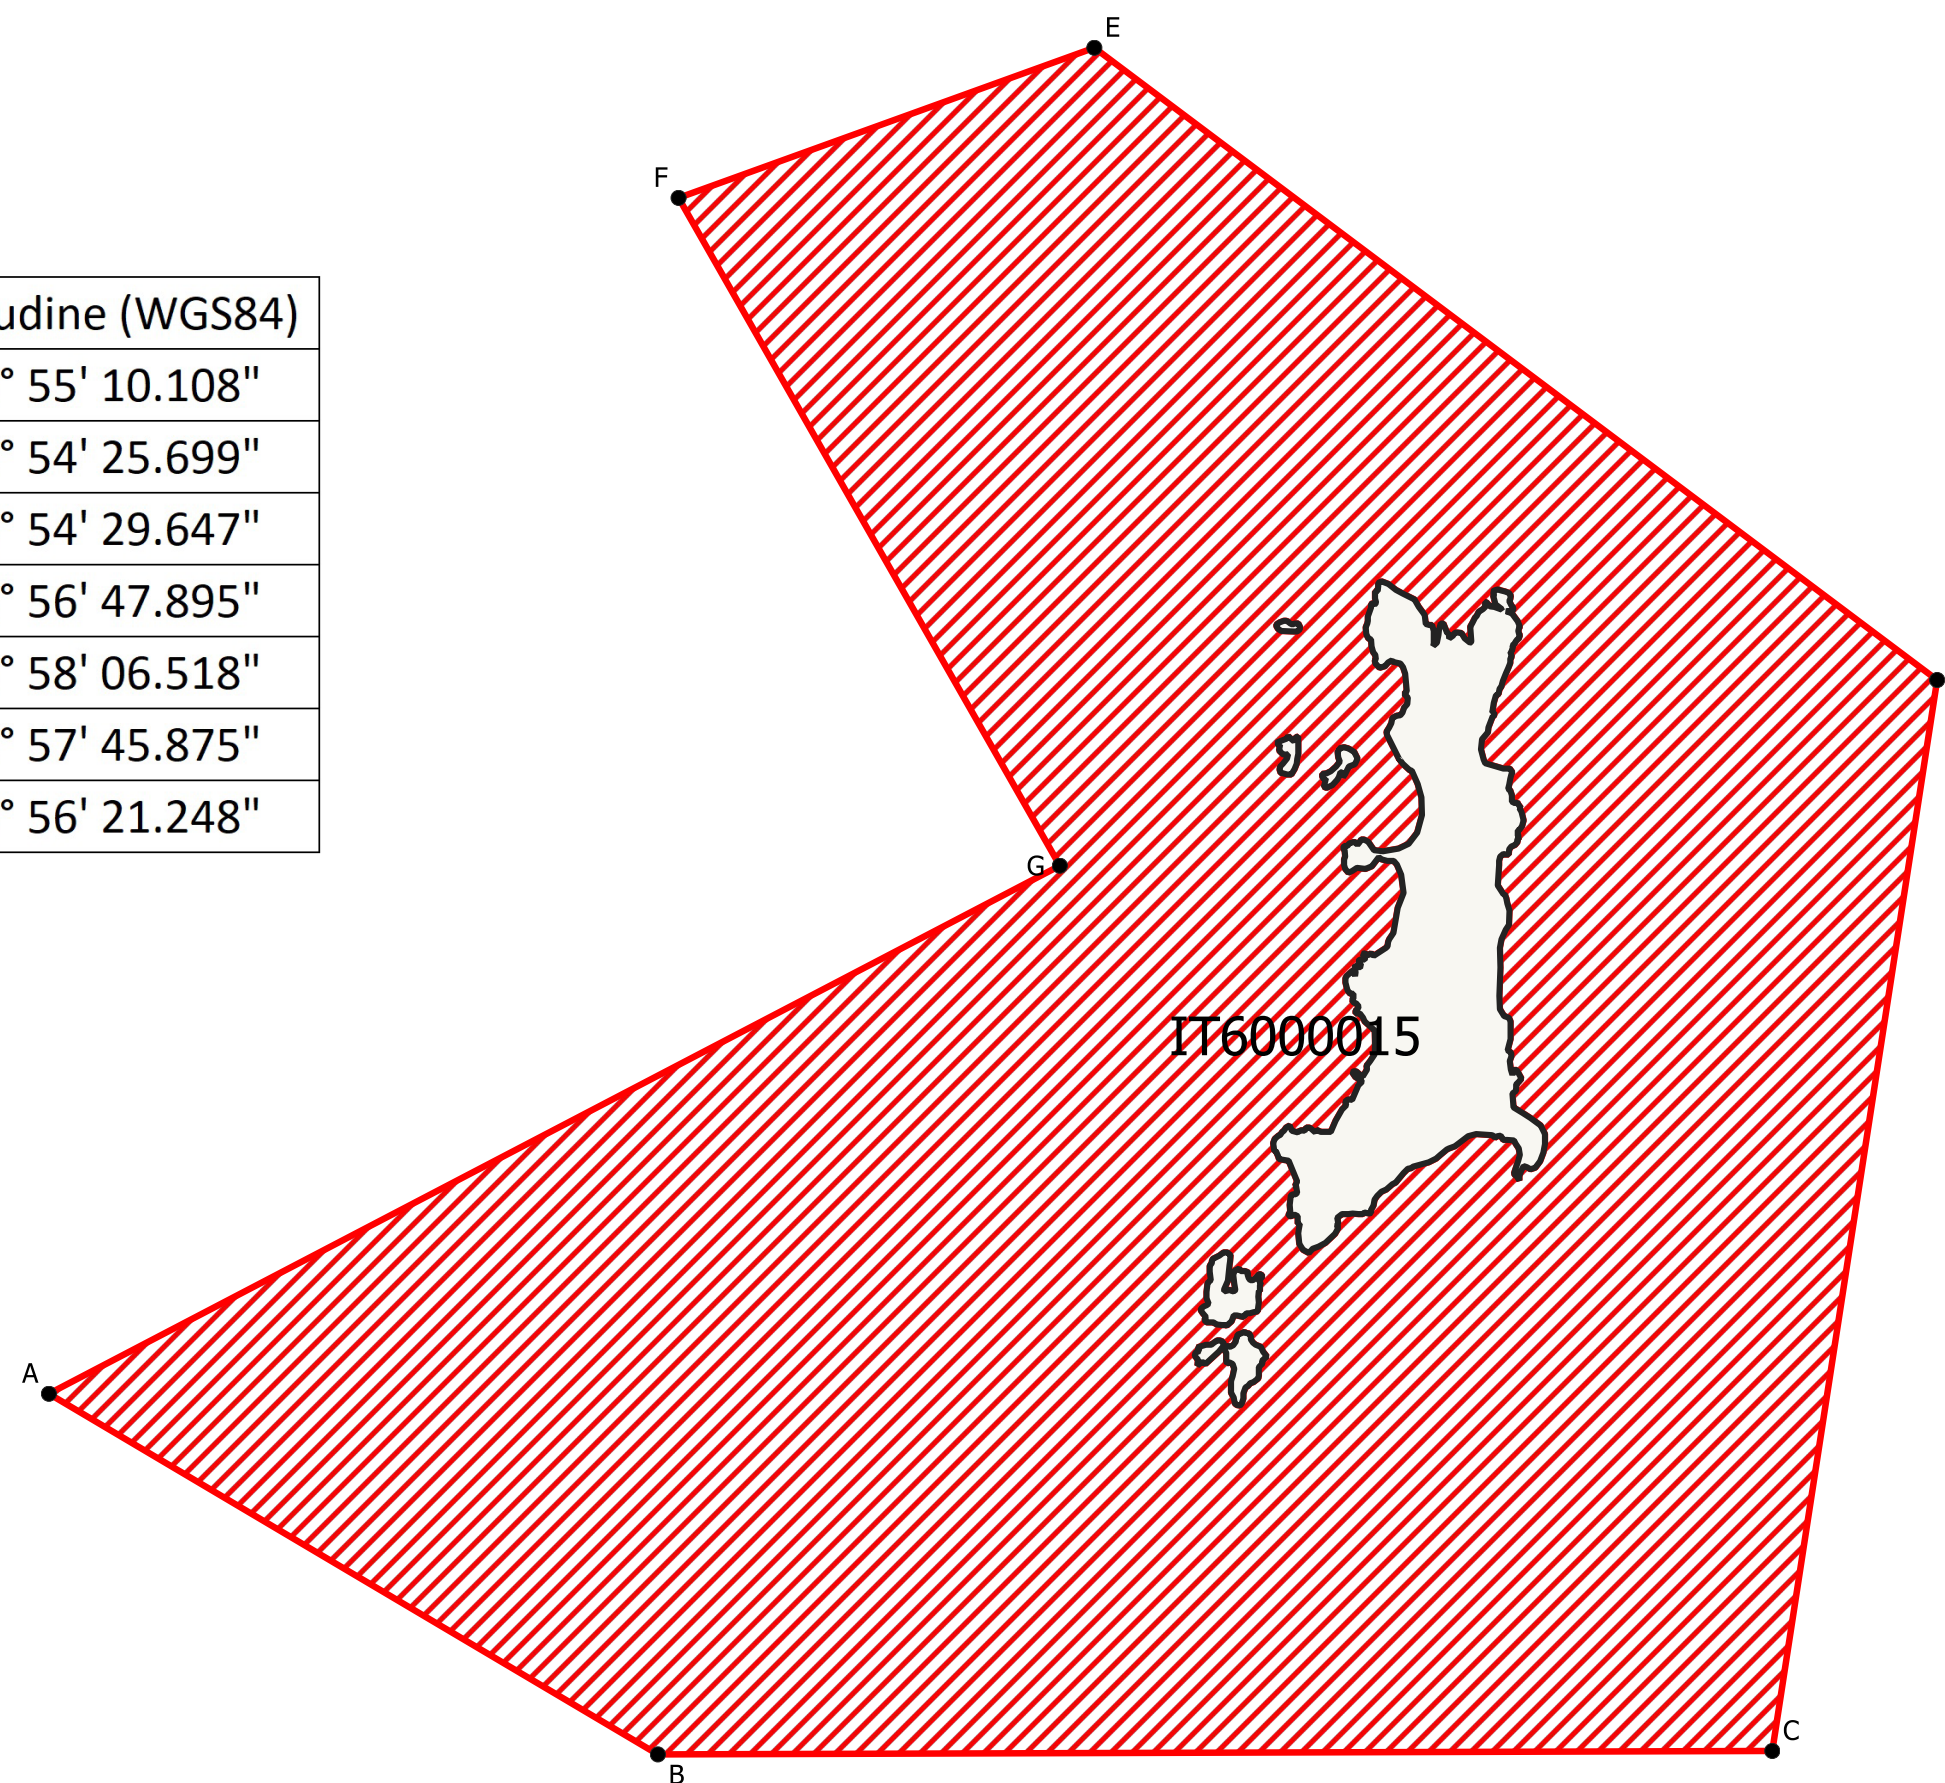 E
F
udine (WGS84)
° 55' 10.108"
° 54' 25.699"
° 54' 29.647"
° 56' 47.895"
° 58' 06.518"
° 57' 45.875"
° 56' 21.248"
G
IT6000015
A
C
B